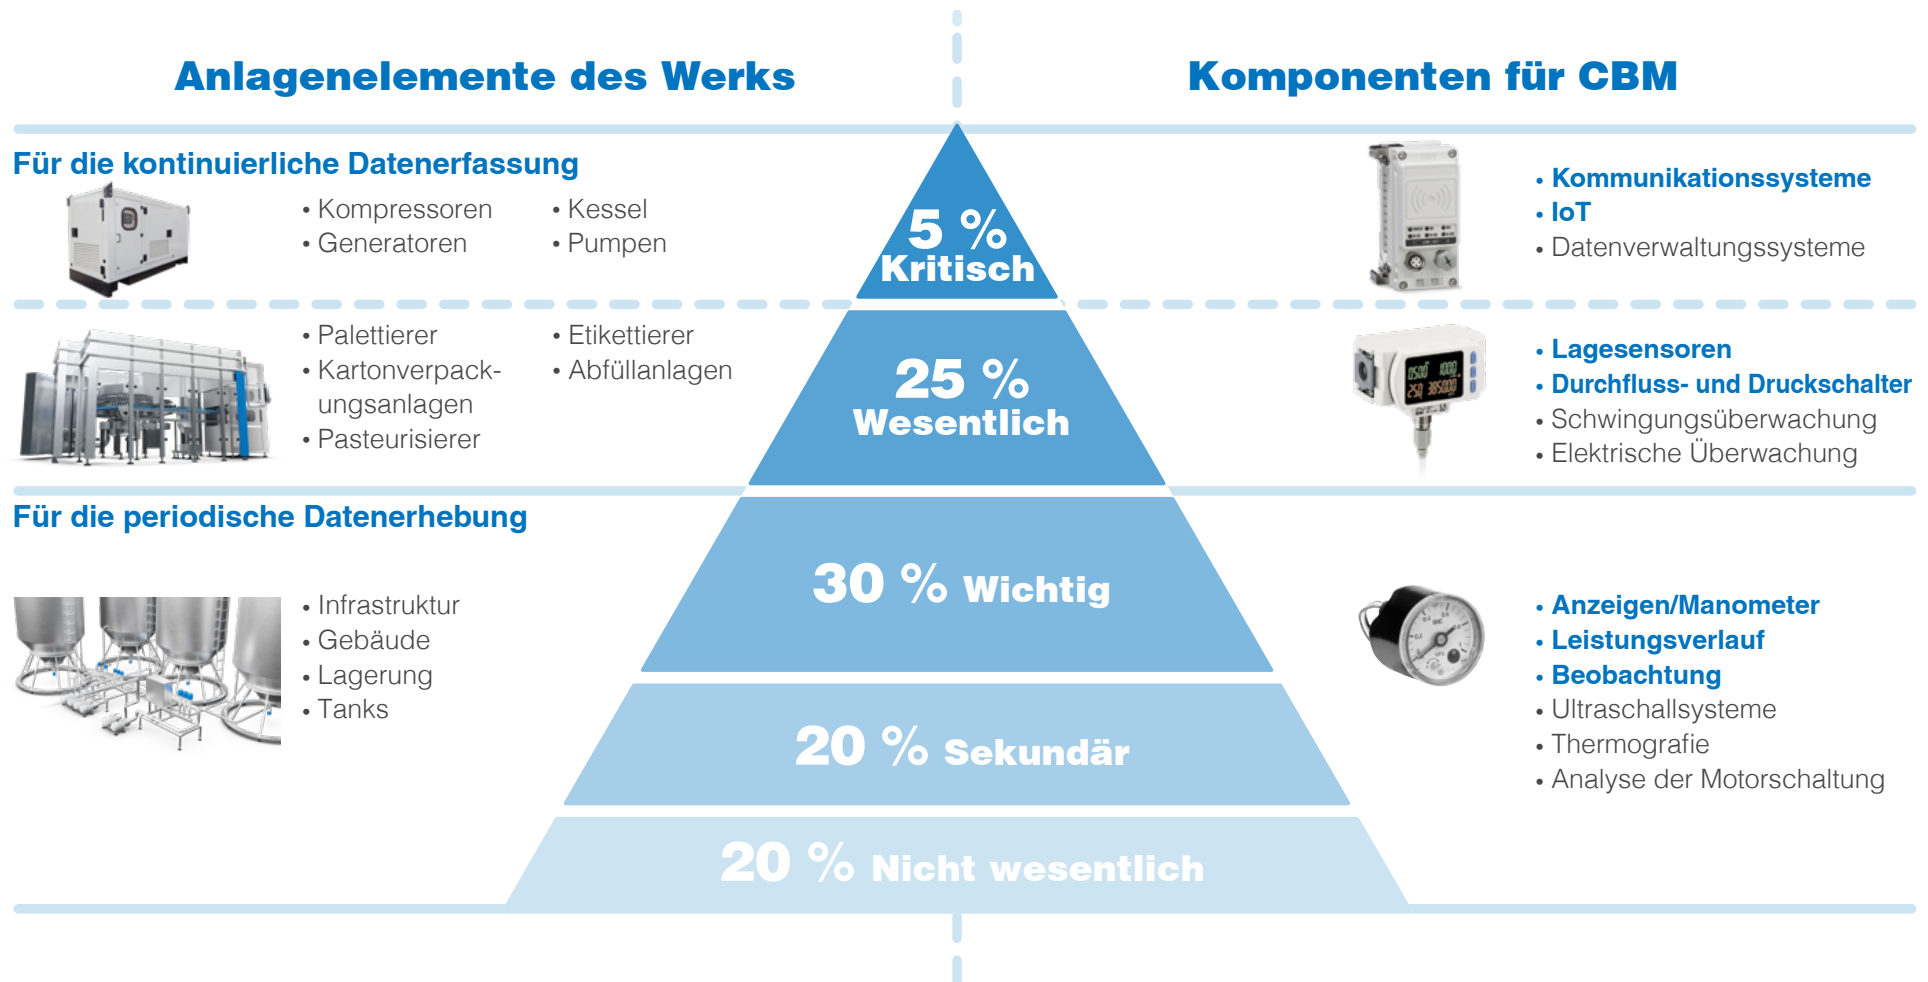 Anlagenelemente des Werks
Komponenten für CBM
Für die kontinuierliche Datenerfassung
• Kompressoren
• Generatoren
• Kessel
• Pumpen
5 %
Kritisch
• Kommunikationssysteme
• IoT
• Datenverwaltungssysteme
• Palettierer
• Kartonverpack-
ungsanlagen
• Pasteurisierer
• Etikettierer
• Abfüllanlagen
25 %
Wesentlich
• Lagesensoren
• Durchfluss- und Druckschalter
• Schwingungsüberwachung
• Elektrische Überwachung
Für die periodische Datenerhebung
• Infrastruktur
• Gebäude
• Lagerung
• Tanks
30 % Wichtig
20 % Sekundär
20 % Nicht wesentlich
• Anzeigen/Manometer
• Leistungsverlauf
• Beobachtung
• Ultraschallsysteme
• Thermografie
• Analyse der Motorschaltung